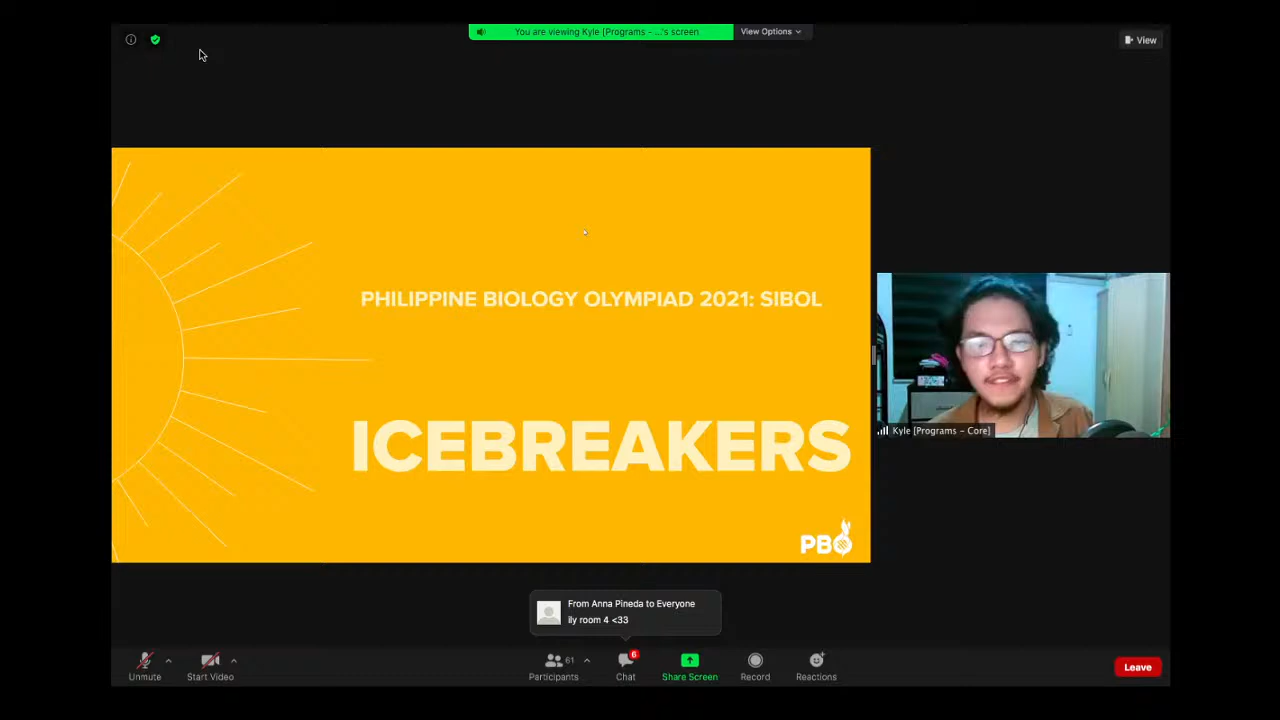 You are viewing Kyle [Programs - ...'s screen
View Options
View
PHILIPPINE BIOLOGY OLYMPIAD 2021: SIBOL
ICEBREAKERS
PBO
Kyle [Programs - Core]
From Anna Pineda to Everyone
ily room 4 <33
61
6
Unmute
Start Video
Participants
Chat
Share Screen
Record
Reactions
Leave